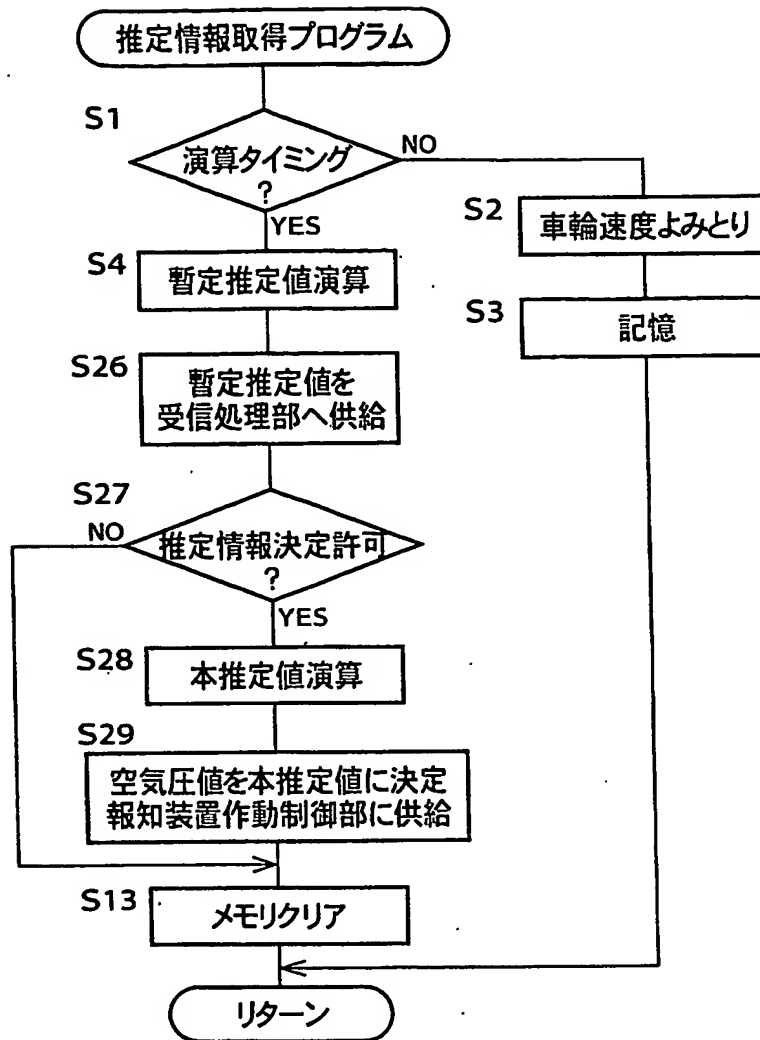 推定情報取得プログラム
S1
演算タイミング
?
NO
YES
S2
車輪速度よみとり
S3
記憶
S4
暫定推定値演算
S26
暫定推定値を
受信処理部へ供給
S27
推定情報決定許可
?
NO
YES
S28
本推定値演算
S29
空気圧値を本推定値に決定
報知装置作動制御部に供給
S13
メモリクリア
リターン